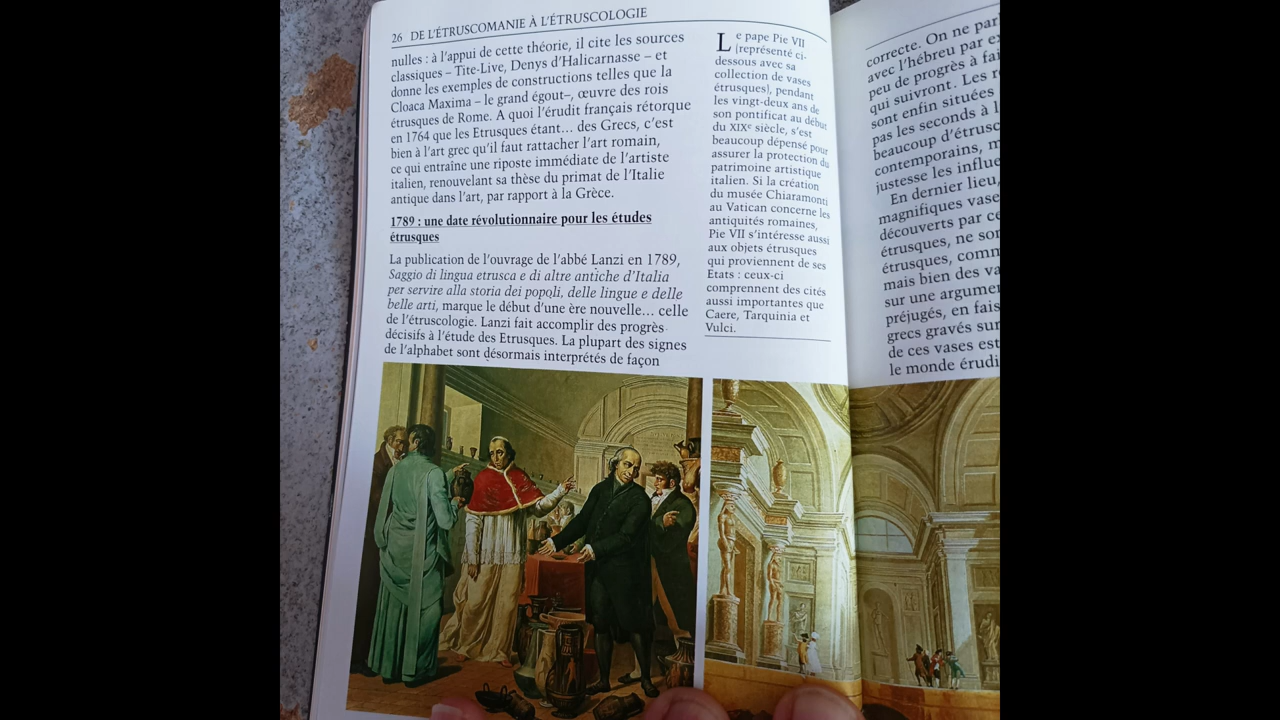 26 DE L'ÉTRUSCOMANIE À L'ÉTRUSCOLOGIE
nulles : à l'appui de cette théorie, il cite les sources
classiques – Tite-Live, Denys d'Halicarnasse – et
donne les exemples de constructions telles que la
Cloaca Maxima – le grand égout–, œuvre des rois
étrusques de Rome. A quoi l'érudit français rétorque
en 1764 que les Etrusques étant… des Grecs, c'est
bien à l'art grec qu'il faut rattacher l'art romain,
ce qui entraîne une riposte immédiate de l'artiste
italien, renouvelant sa thèse du primat de l'Italie
antique dans l'art, par rapport à la Grèce.
1789 : une date révolutionnaire pour les études
étrusques
La publication de l'ouvrage de l'abbé Lanzi en 1789,
Saggio di lingua etrusca e di altre antiche d'Italia
per servire alla storia dei popoli, delle lingue e delle
belle arti, marque le début d'une ère nouvelle… celle
de l'étruscologie. Lanzi fait accomplir des progrès
décisifs à l'étude des Etrusques. La plupart des signes
de l'alphabet sont désormais interprétés de façon
Le pape Pie VII
(représenté ci-
dessous avec sa
collection de vases
étrusques), pendant
les vingt-deux ans de
son pontificat au début
du XIXe siècle, s'est
beaucoup dépensé pour
assurer la protection du
patrimoine artistique
italien. Si la création
du musée Chiaramonti
au Vatican concerne les
antiquités romaines,
Pie VII s'intéresse aussi
aux objets étrusques
qui proviennent de ses
Etats : ceux-ci
comprennent des cités
aussi importantes que
Caere, Tarquinia et
Vulci.
correcte. On ne par
avec l'hébreu par ex
peu de progrès à fai
qui suivront. Les r
sont enfin situées
pas les seconds à l
beaucoup d'étrusc
contemporains, m
justesse les influe
En dernier lieu,
magnifiques vase
découverts par ce
étrusques, ne son
étrusques, comm
mais bien des va
sur une argumen
préjugés, en fais
grecs gravés sur
de ces vases est
le monde érudi